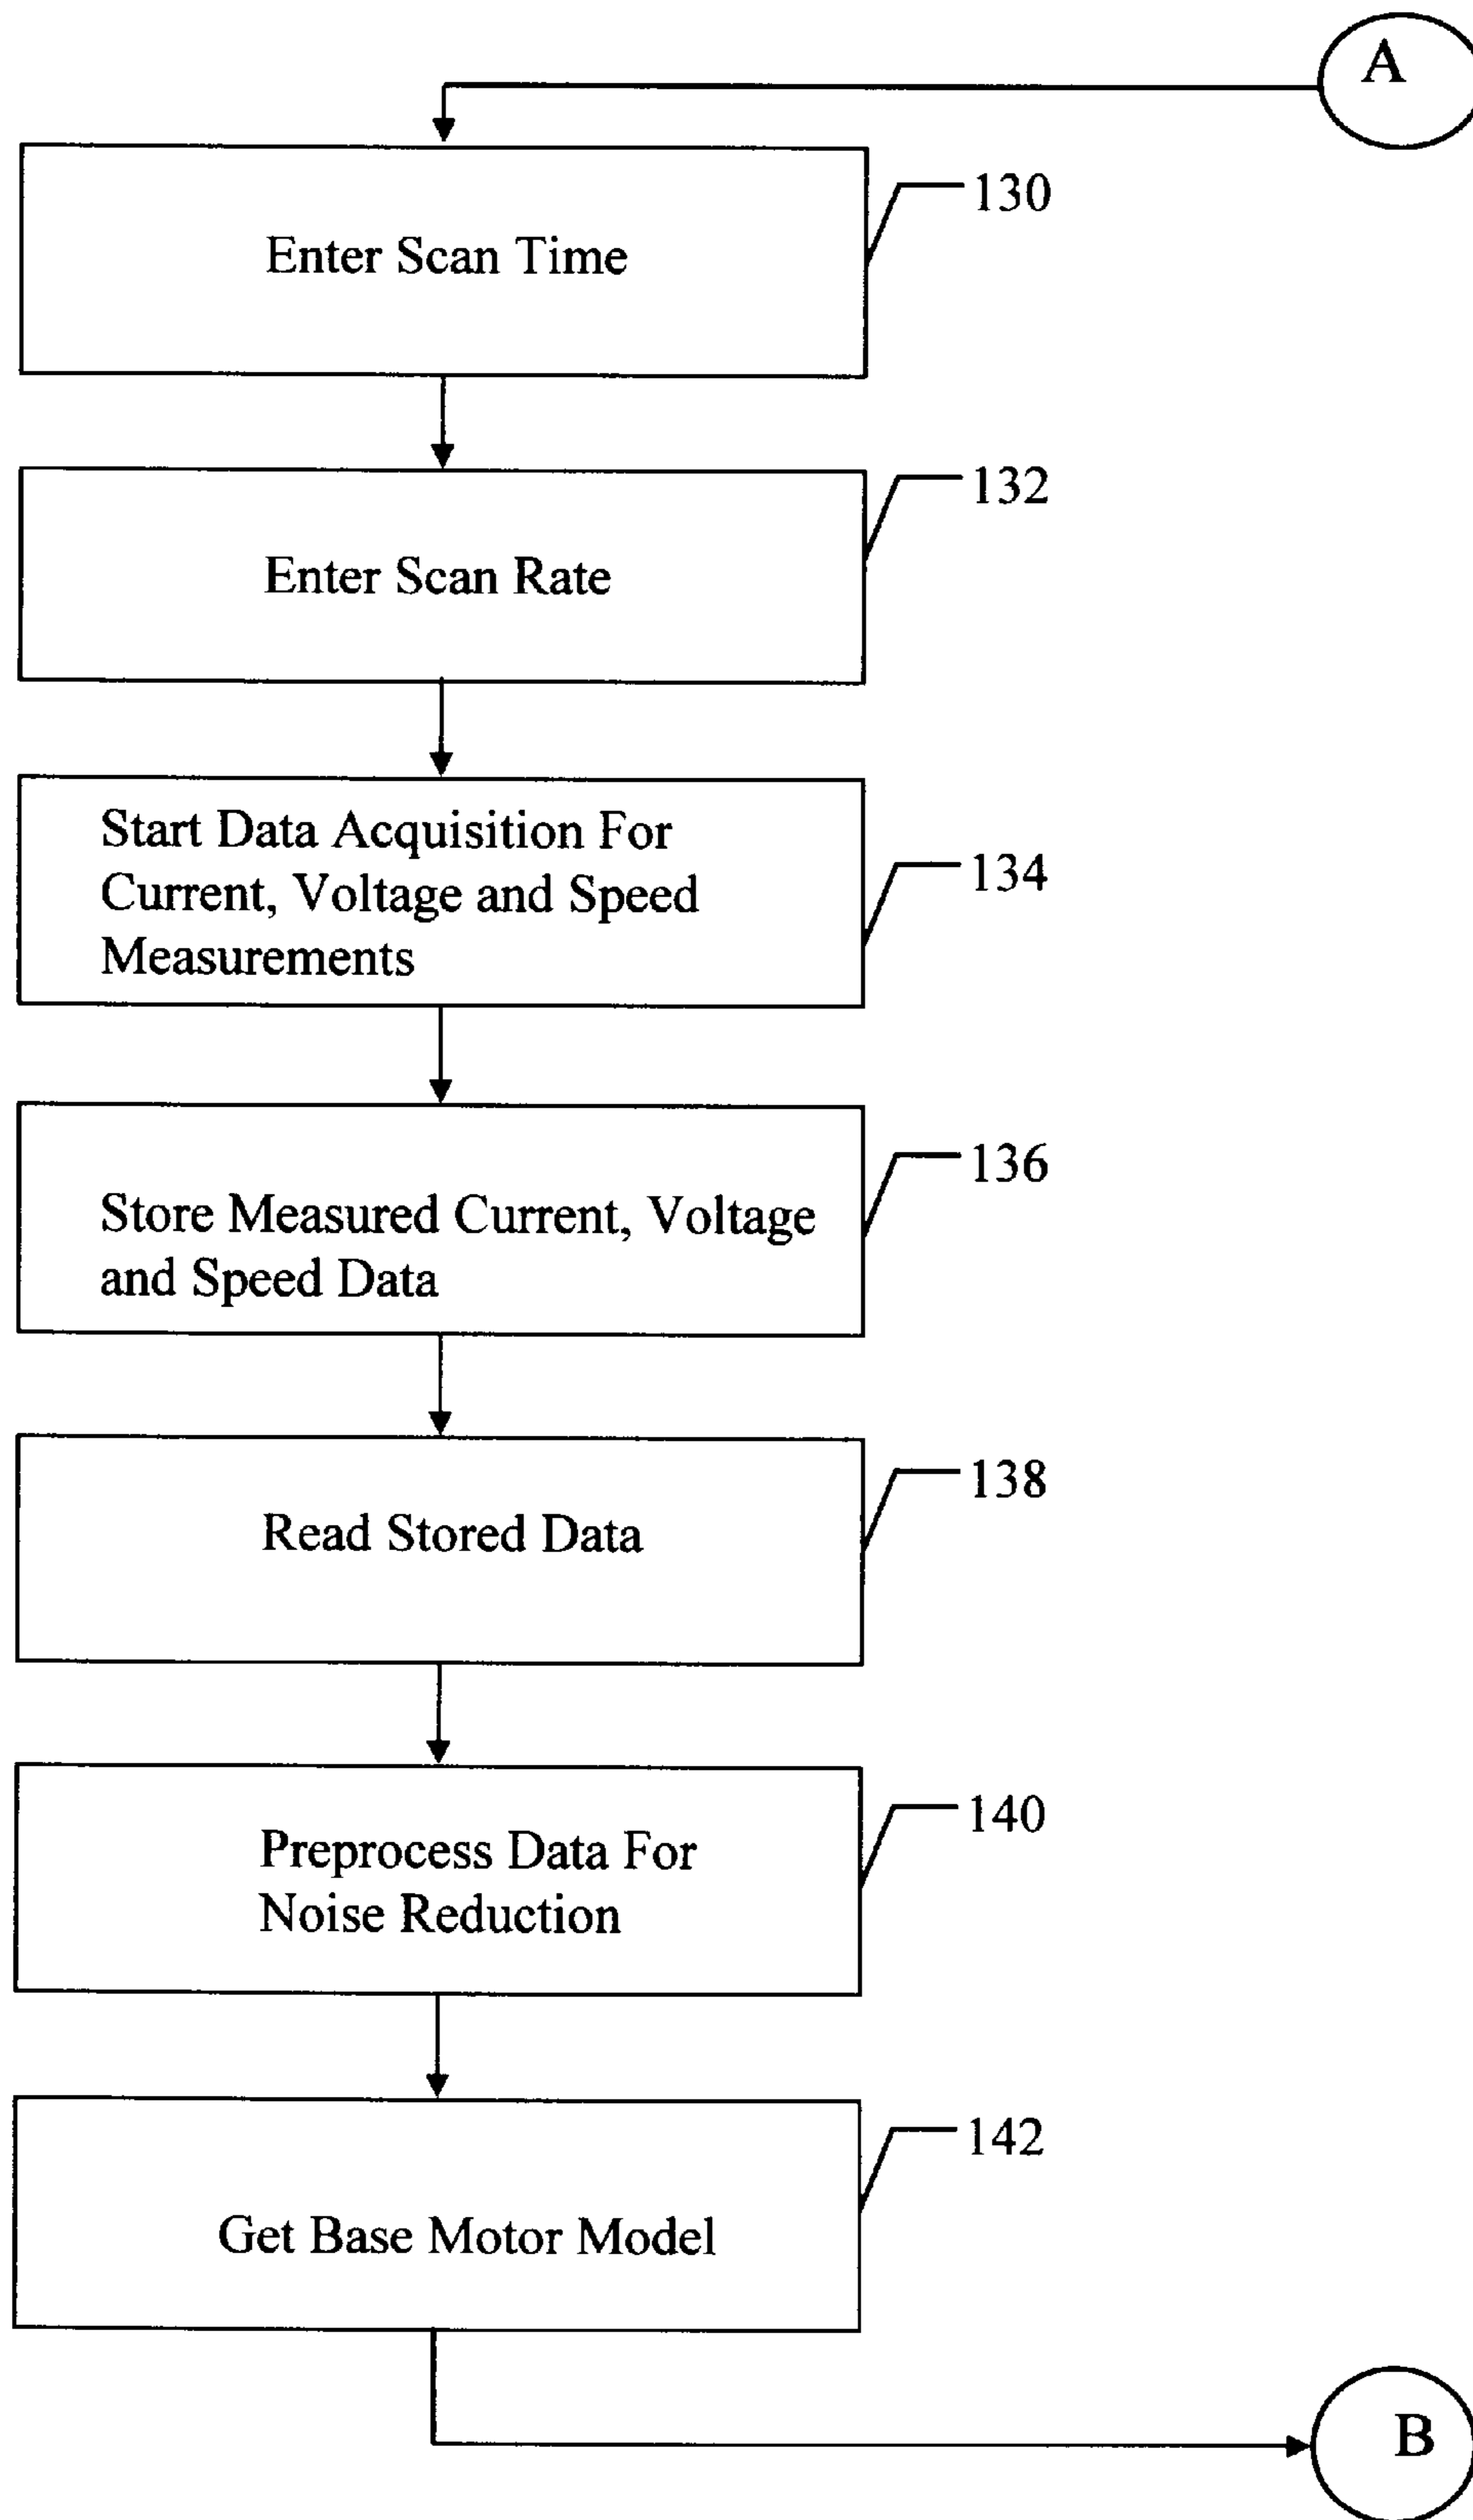 A
130
Enter Scan Time
132
Enter Scan Rate
Start Data Acquisition For
Current, Voltage and Speed
Measurements
134
136
Store Measured Current, Voltage
and Speed Data
138
Read Stored Data
140
Preprocess Data For
Noise Reduction
142
Get Base Motor Model
B